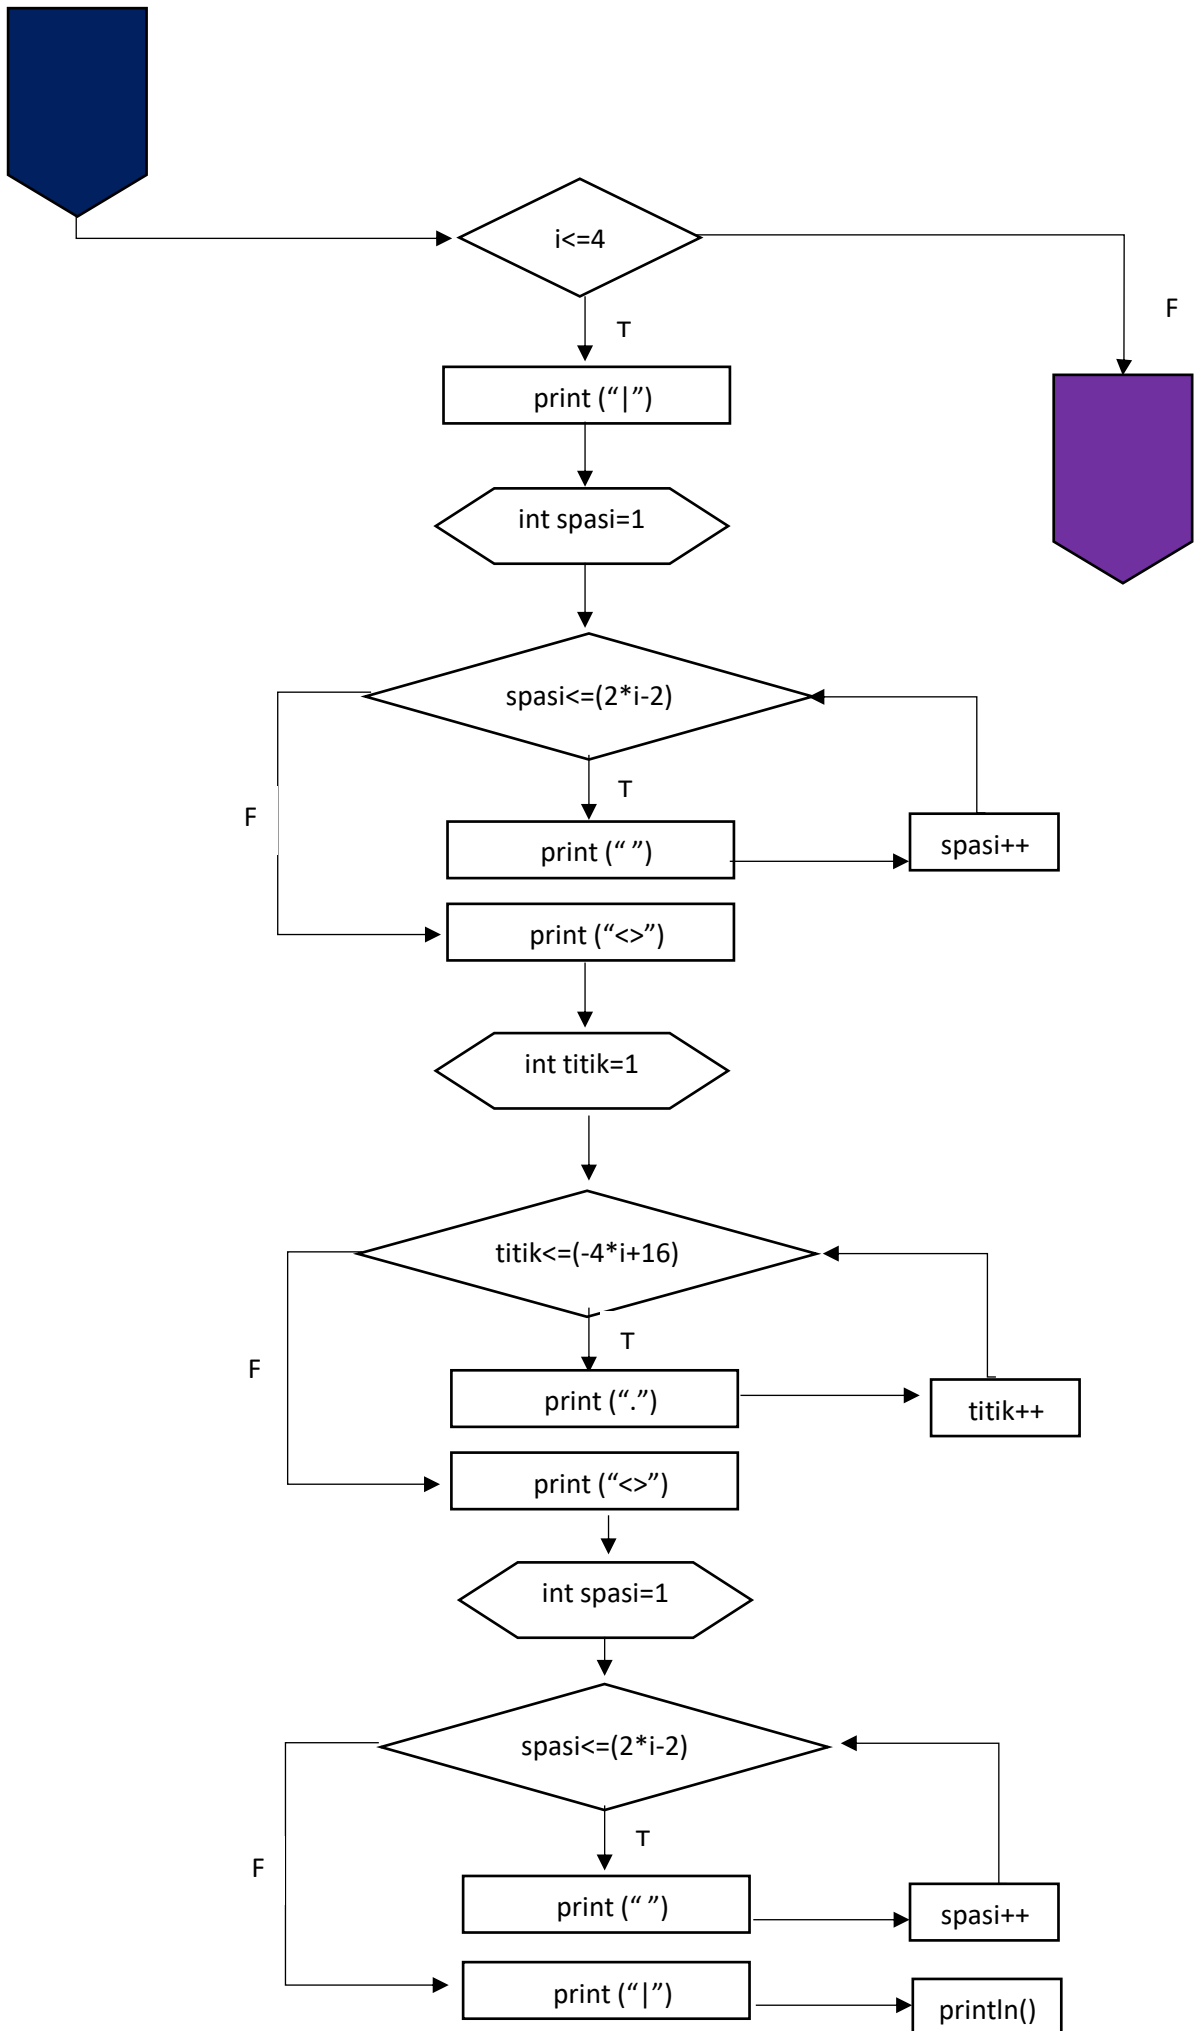 i<=4
F
T
print (“|”)
int spasi=1
spasi<=(2*i-2)
T
F
print (“ ”)
spasi++
print (“<>”)
int titik=1
titik<=(-4*i+16)
T
F
print (“.”)
titik++
print (“<>”)
int spasi=1
spasi<=(2*i-2)
T
F
print (“ ”)
spasi++
print (“|”)
println()